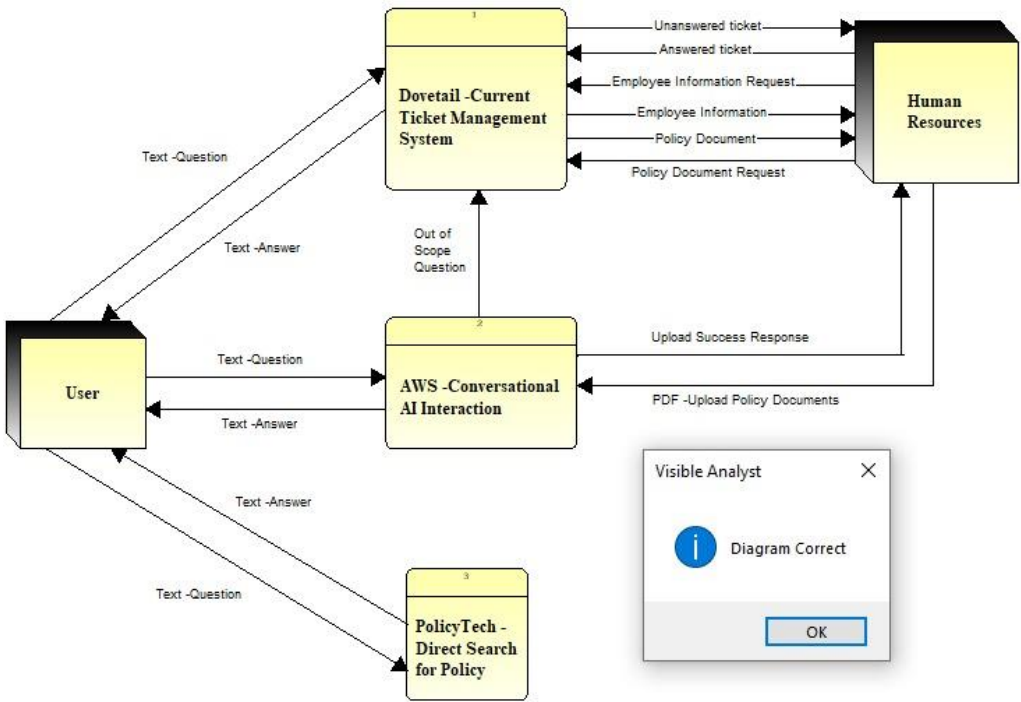 1
Dovetail -Current
Ticket Management
System
Unanswered ticket
Answered ticket
Employee Information Request
Employee Information
Policy Document
Policy Document Request
Human
Resources
Text -Question
Text -Answer
Out of
Scope
Question
User
Text -Question
Text -Answer
2
AWS -Conversational
AI Interaction
Upload Success Response
PDF -Upload Policy Documents
Text -Answer
Text -Question
3
PolicyTech -
Direct Search
for Policy
Visible Analyst
Diagram Correct
OK